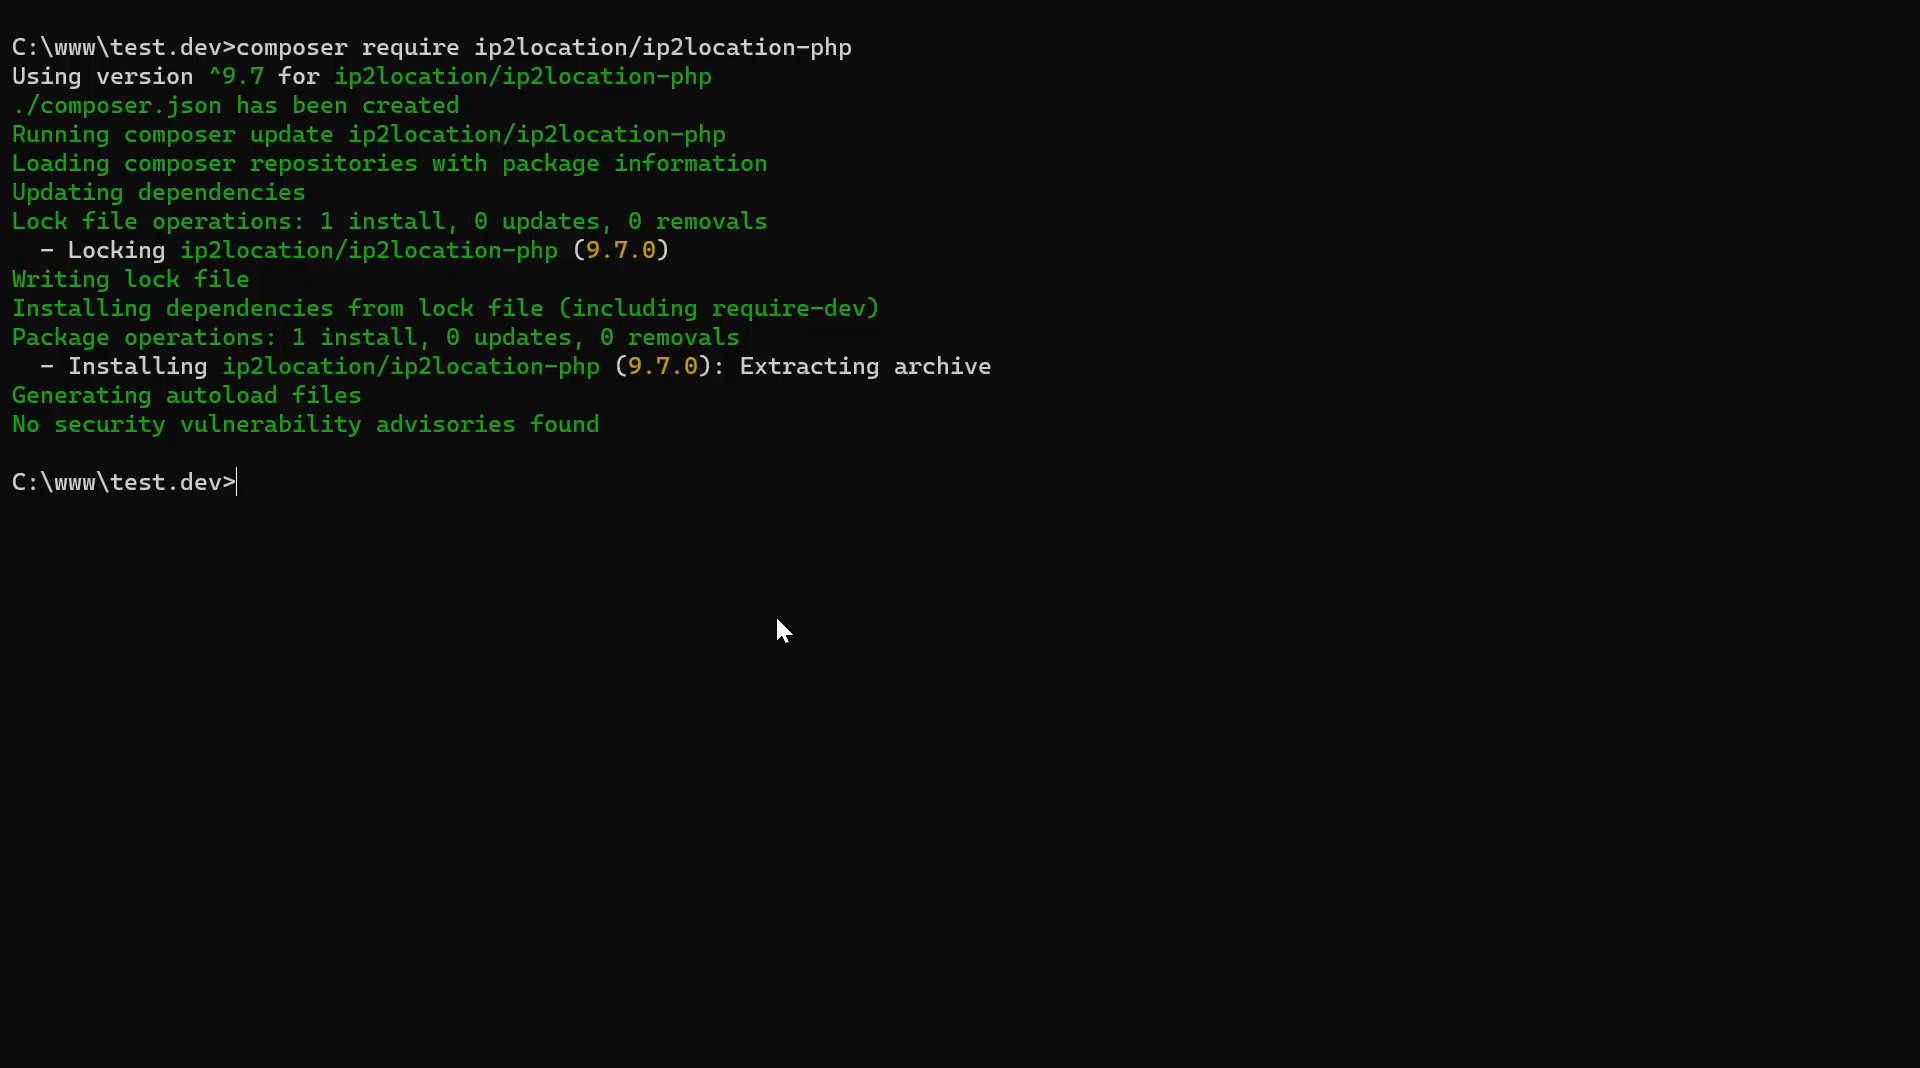 C:\www\test.dev>composer require ip2location/ip2location-php
Using version ^9.7 for ip2location/ip2location-php
./composer.json has been created
Running composer update ip2location/ip2location-php
Loading composer repositories with package information
Updating dependencies
Lock file operations: 1 install, 0 updates, 0 removals
  - Locking ip2location/ip2location-php (9.7.0)
Writing lock file
Installing dependencies from lock file (including require-dev)
Package operations: 1 install, 0 updates, 0 removals
  - Installing ip2location/ip2location-php (9.7.0): Extracting archive
Generating autoload files
No security vulnerability advisories found
C:\www\test.dev>